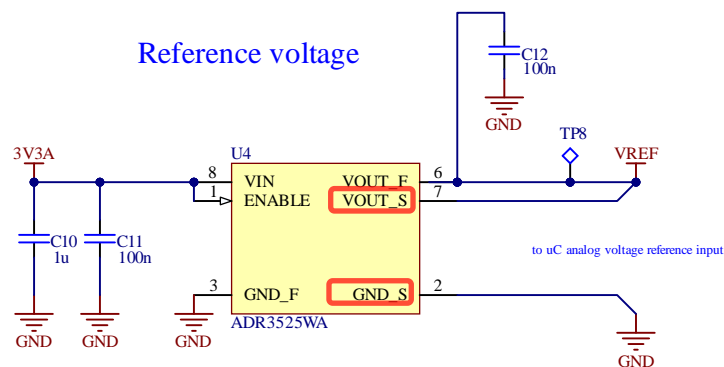 Reference voltage
C12
100n
GND
TP8
3V3A
U4
VREF
8
VIN
VOUT_F
6
1
ENABLE
VOUT_S
7
to uC analog voltage reference input
C10
1u
C11
100n
3
GND_F
GND_S
2
ADR3525WA
GND
GND
GND
GND